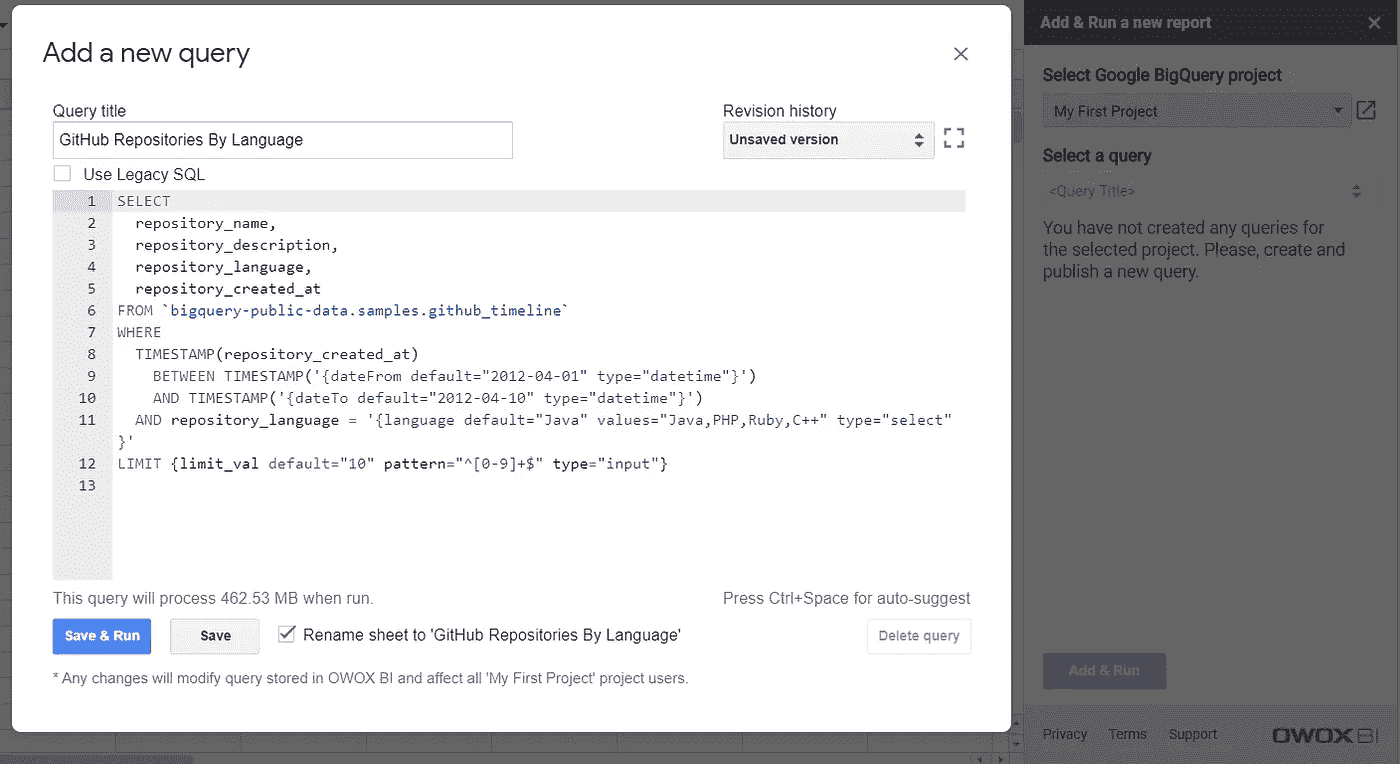 Add a new query
Query title
Revision history
GitHub Repositories By Language
Unsaved version
Use Legacy SQL
1 SELECT
2 repository_name,
3 repository_description,
4 repository_language,
5 repository_created_at
6 FROM `bigquery-public-data.samples.github_timeline`
7 WHERE
8 TIMESTAMP(repository_created_at)
9 BETWEEN TIMESTAMP('{dateFrom default="2012-04-01" type="datetime"}')
10 AND TIMESTAMP('{dateTo default="2012-04-10" type="datetime"}')
11 AND repository_language = '{language default="Java" values="Java,PHP,Ruby,C++" type="select"
}'
12 LIMIT {limit_val default="10" pattern="^[0-9]+$" type="input"}
13
This query will process 462.53 MB when run.
Press Ctrl+Space for auto-suggest
Save & Run
Save
Rename sheet to 'GitHub Repositories By Language'
Delete query
* Any changes will modify query stored in OWOX BI and affect all 'My First Project' project users.
Add & Run a new report
Select Google BigQuery project
My First Project
Select a query
<Query Title>
You have not created any queries for
the selected project. Please, create and
publish a new query.
Add & Run
Privacy Terms Support
OWOX BI